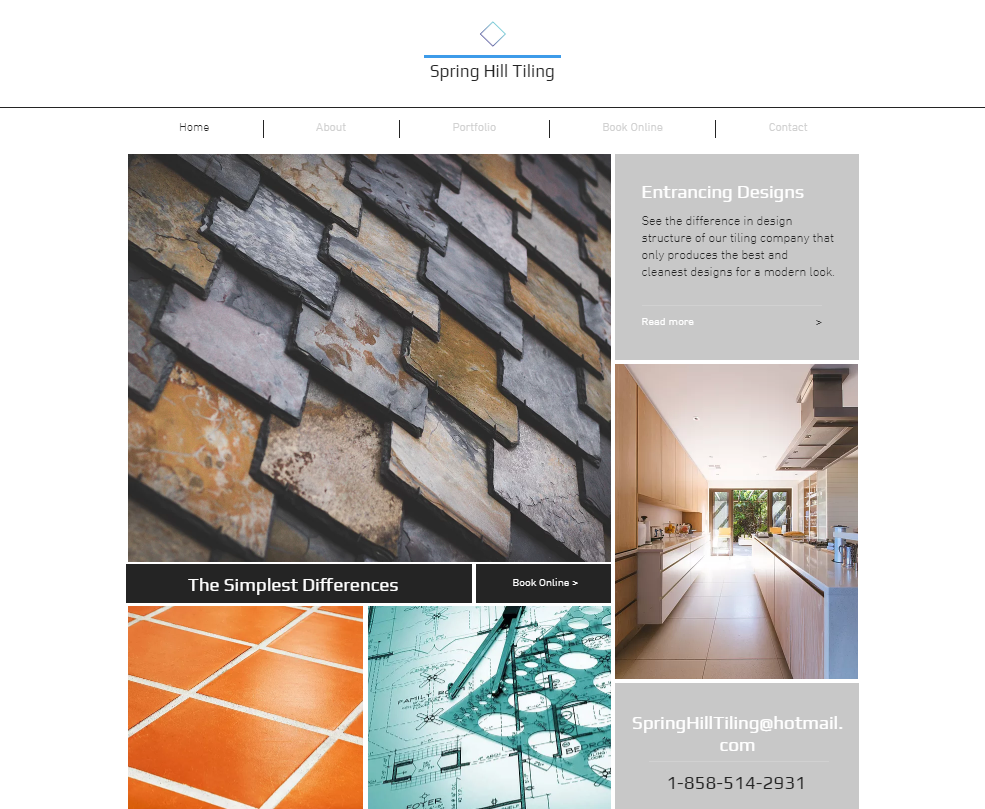 Spring Hill Tiling
Home
About
Portfolio
Book Online
Contact
Entrancing Designs
See the difference in design
structure of our tiling company that
only produces the best and
cleanest designs for a modern look.
Read more
>
The Simplest Differences
Book Online >
FAMILY
FOYER
SpringHillTiling@hotmail.
com
1-858-514-2931